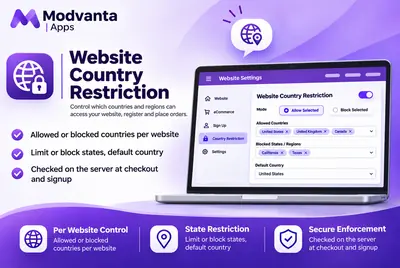 Modvanta
Apps
Website
Country
Restriction
Control which countries and regions can
access your website, register and place orders.
Allowed or blocked countries per website
Limit or block states, default country
Checked on the server at checkout
and signup
Website Settings
Website
eCommerce
Sign Up
Country Restriction
Settings
Website Country Restriction
Mode
Allow Selected
Block Selected
Allowed Countries
United States ×
United Kingdom ×
Canada ×
Blocked States / Regions
California ×
Texas ×
Default Country
United States
Per Website Control
Allowed or blocked
countries per website
State Restriction
Limit or block states,
default country
Secure Enforcement
Checked on the server
at checkout and signup